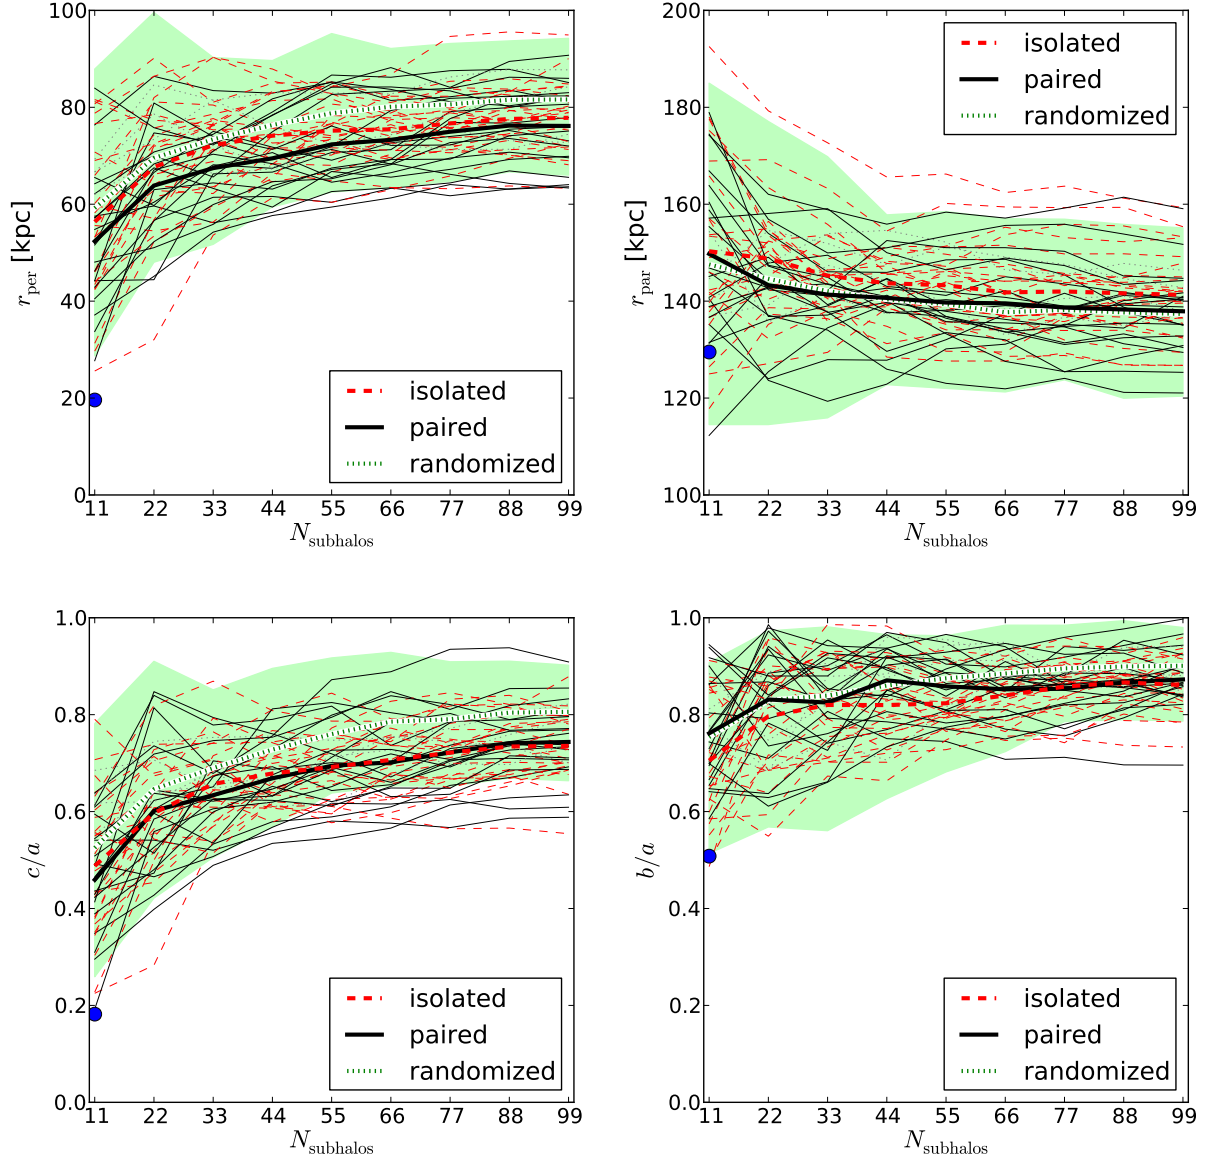 100
80
60
40
20
0
r_per [kpc]
isolated
paired
randomized
11 22 33 44 55 66 77 88 99
N_subhalos
200
180
160
140
120
100
r_par [kpc]
isolated
paired
randomized
11 22 33 44 55 66 77 88 99
N_subhalos
1.0
0.8
0.6
0.4
0.2
0.0
c/a
isolated
paired
randomized
11 22 33 44 55 66 77 88 99
N_subhalos
1.0
0.8
0.6
0.4
0.2
0.0
b/a
isolated
paired
randomized
11 22 33 44 55 66 77 88 99
N_subhalos